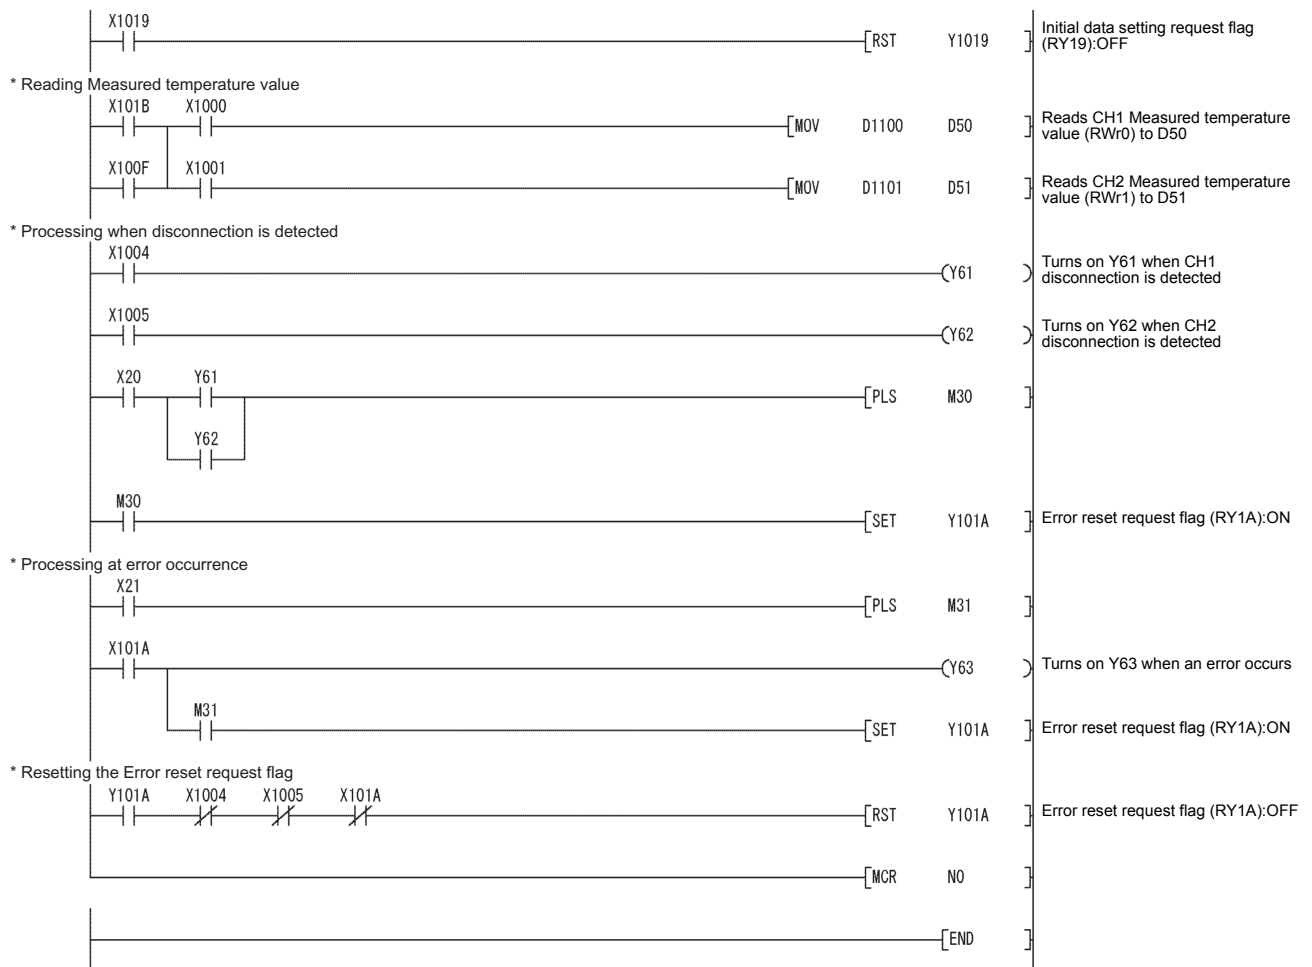 X1019
[RST Y1019 ] Initial data setting request flag
(RY19):OFF
* Reading Measured temperature value
X101B X1000
[MOV D1100 D50 ] Reads CH1 Measured temperature
value (RWr0) to D50
X100F X1001
[MOV D1101 D51 ] Reads CH2 Measured temperature
value (RWr1) to D51
* Processing when disconnection is detected
X1004
(Y61 ) Turns on Y61 when CH1
disconnection is detected
X1005
(Y62 ) Turns on Y62 when CH2
disconnection is detected
X20 Y61
[PLS M30 ]
Y62
M30
[SET Y101A ] Error reset request flag (RY1A):ON
* Processing at error occurrence
X21
[PLS M31 ]
X101A
(Y63 ) Turns on Y63 when an error occurs
M31
[SET Y101A ] Error reset request flag (RY1A):ON
* Resetting the Error reset request flag
Y101A X1004 X1005 X101A
[RST Y101A ] Error reset request flag (RY1A):OFF
[MCR N0 ]
[END ]